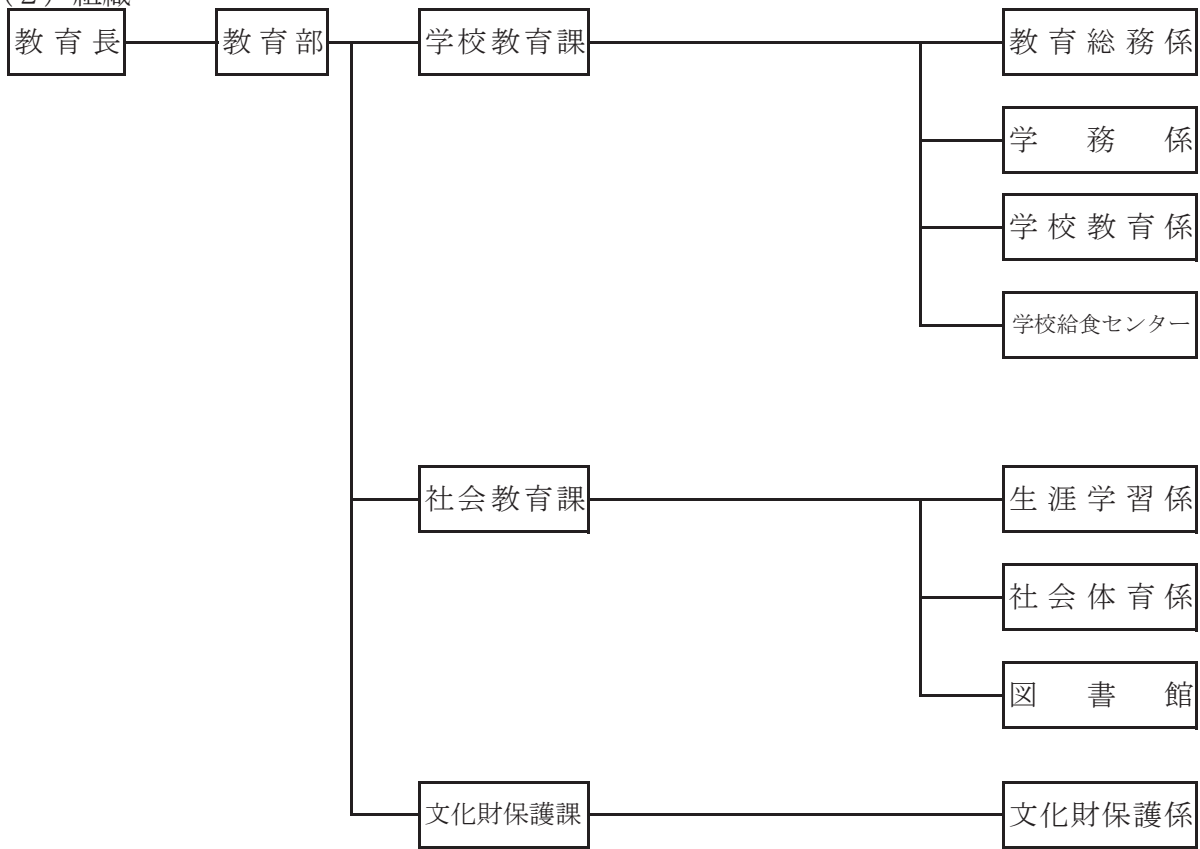 (2) 組織
教育長 教育部 学校教育課 教育総務係
学務係
学校教育係
学校給食センター
社会教育課 生涯学習係
社会体育係
図書館
文化財保護課 文化財保護係